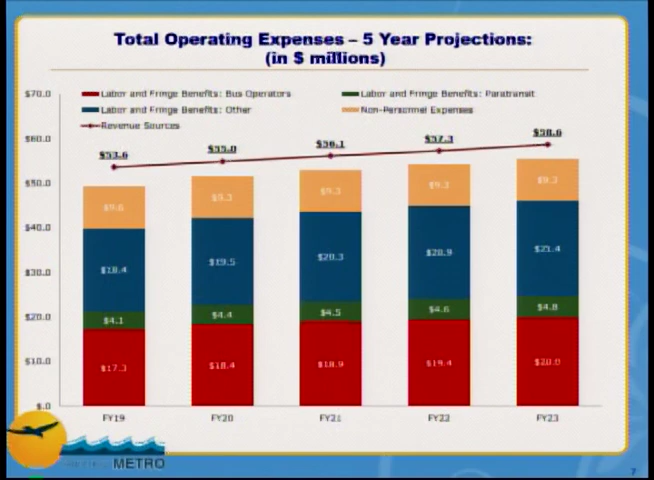 Total Operating Expenses – 5 Year Projections:
(in $ millions)
Labor and Fringe Benefits: Bus Operators
Labor and Fringe Benefits: Paratransit
Labor and Fringe Benefits: Other
Non-Personnel Expenses
Revenue Sources
$70.0
$60.0
$50.0
$40.0
$30.0
$20.0
$10.0
$.0
$53.6 $55.0 $56.1 $57.3 $58.6
$9.6 $9.3 $9.3 $9.3 $9.3
$18.4 $19.5 $20.3 $20.9 $21.4
$4.1 $4.4 $4.5 $4.6 $4.8
$17.3 $18.4 $18.9 $19.4 $20.0
FY19 FY20 FY21 FY22 FY23
METRO
7